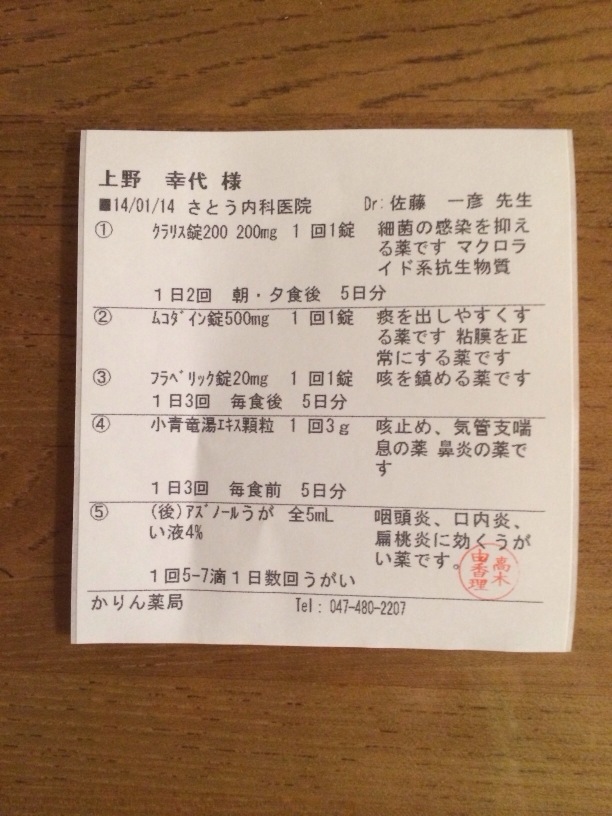 上野 幸代 様
■14/01/14 さとう内科医院 Dr: 佐藤 一彦 先生
① クラリス錠200 200mg 1 回1錠 細菌の感染を抑え
る薬です マクロラ
イド系抗生物質
1日2回 朝・夕食後 5日分
② ムコダイン錠500mg 1 回1錠 痰を出しやすくす
る薬です 粘膜を正
常にする薬です
③ フラベリック錠20mg 1 回1錠 咳を鎮める薬です
1日3回 毎食後 5日分
④ 小青竜湯エキス顆粒 1 回3g 咳止め、気管支喘
息の薬 鼻炎の薬で
す
1日3回 毎食前 5日分
⑤ (後)アズノールうが 全5mL 咽頭炎、口内炎、
い液4% 扁桃炎に効くうが
い薬です。
1回5-7滴1日数回うがい
高木
由香理
かりん薬局 Tel: 047-480-2207